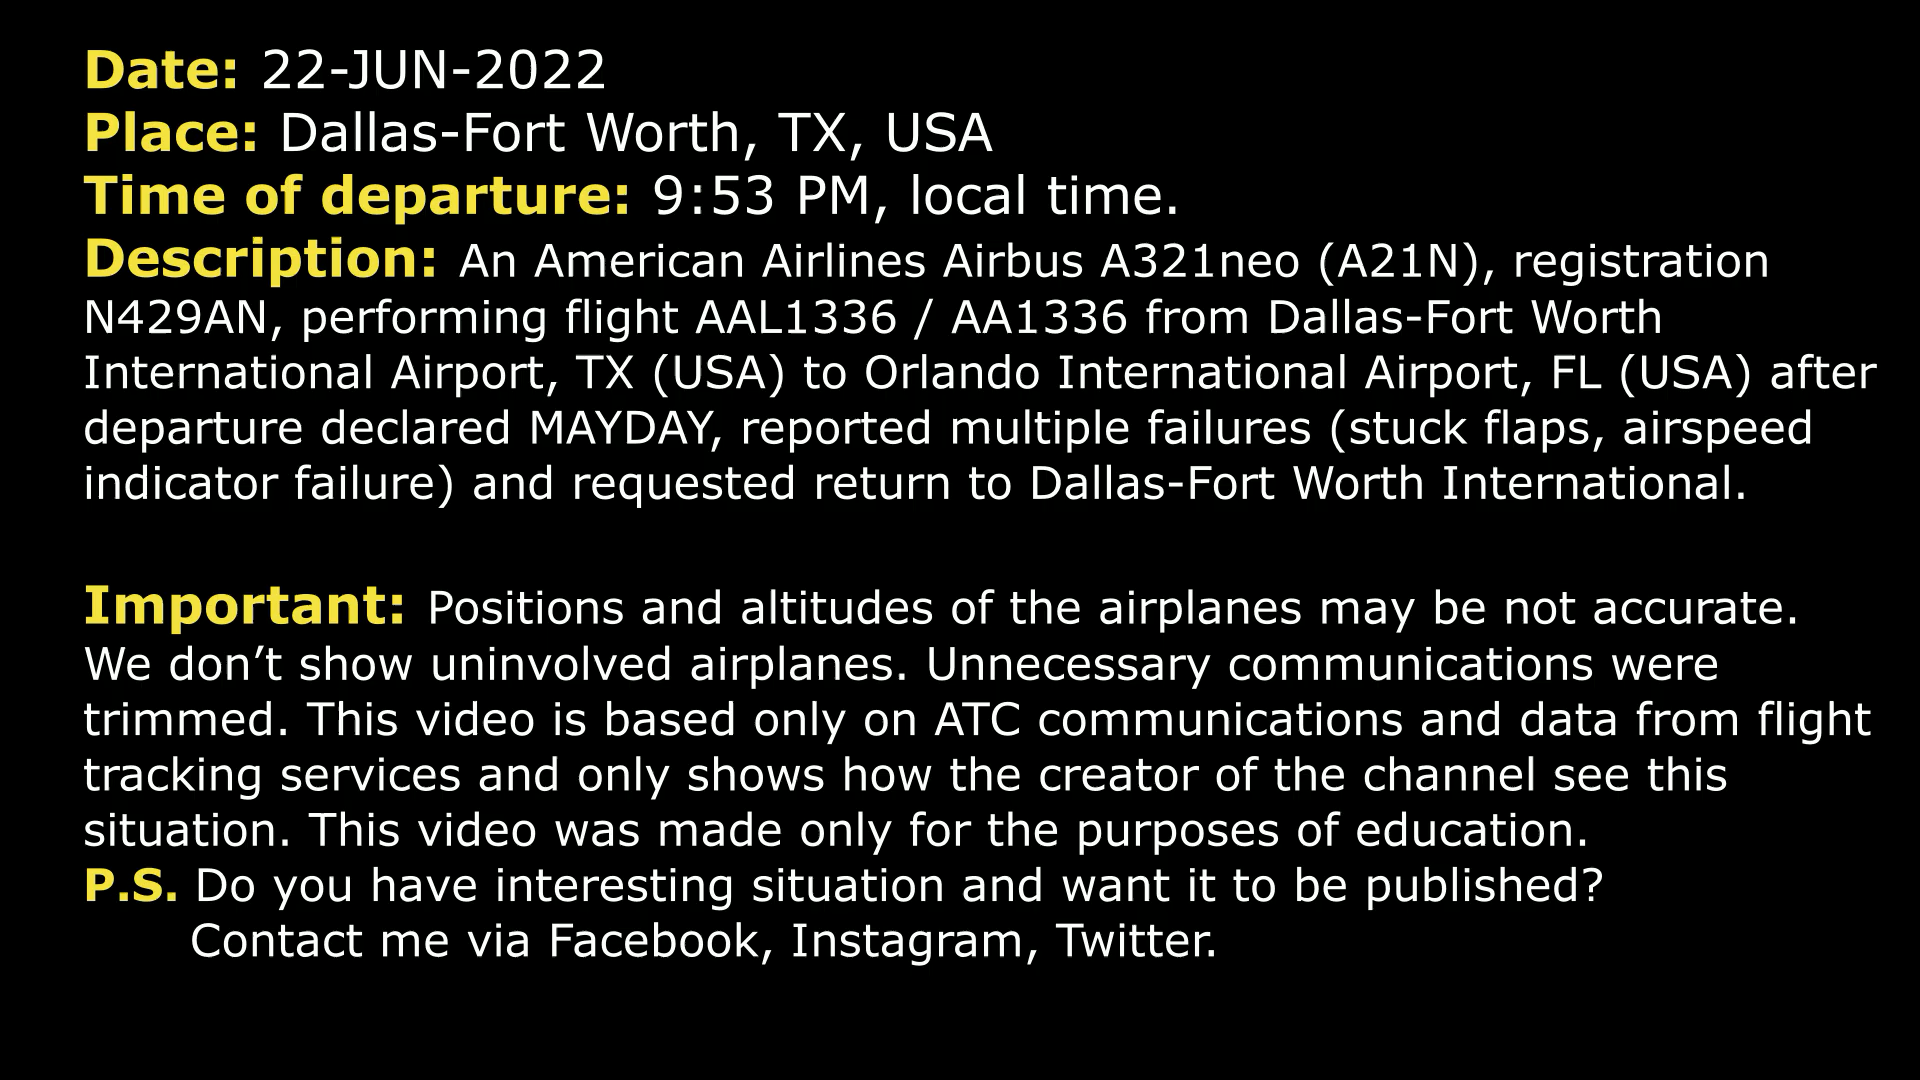 Date: 22-JUN-2022
Place: Dallas-Fort Worth, TX, USA
Time of departure: 9:53 PM, local time.
Description: An American Airlines Airbus A321neo (A21N), registration
N429AN, performing flight AAL1336 / AA1336 from Dallas-Fort Worth
International Airport, TX (USA) to Orlando International Airport, FL (USA) after
departure declared MAYDAY, reported multiple failures (stuck flaps, airspeed
indicator failure) and requested return to Dallas-Fort Worth International.
Important: Positions and altitudes of the airplanes may be not accurate.
We don’t show uninvolved airplanes. Unnecessary communications were
trimmed. This video is based only on ATC communications and data from flight
tracking services and only shows how the creator of the channel see this
situation. This video was made only for the purposes of education.
P.S. Do you have interesting situation and want it to be published?
Contact me via Facebook, Instagram, Twitter.